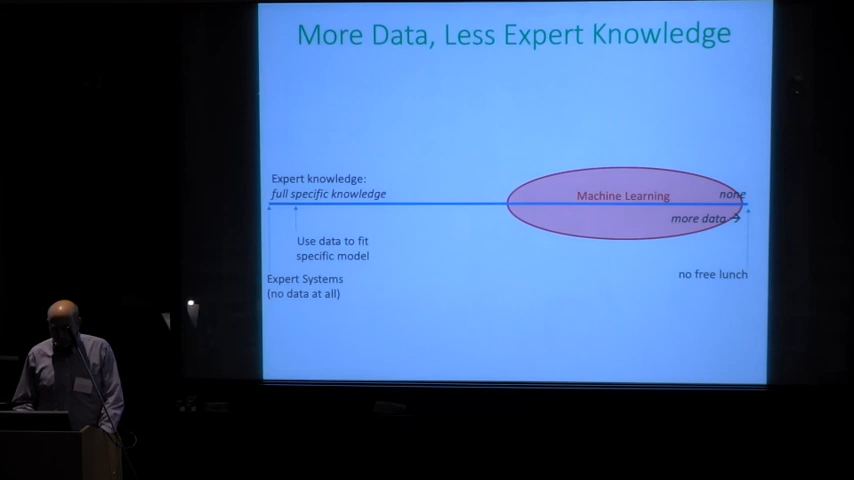 More Data, Less Expert Knowledge
Expert knowledge:
full specific knowledge
Machine Learning
none
more data →
Use data to fit
specific model
Expert Systems
(no data at all)
no free lunch